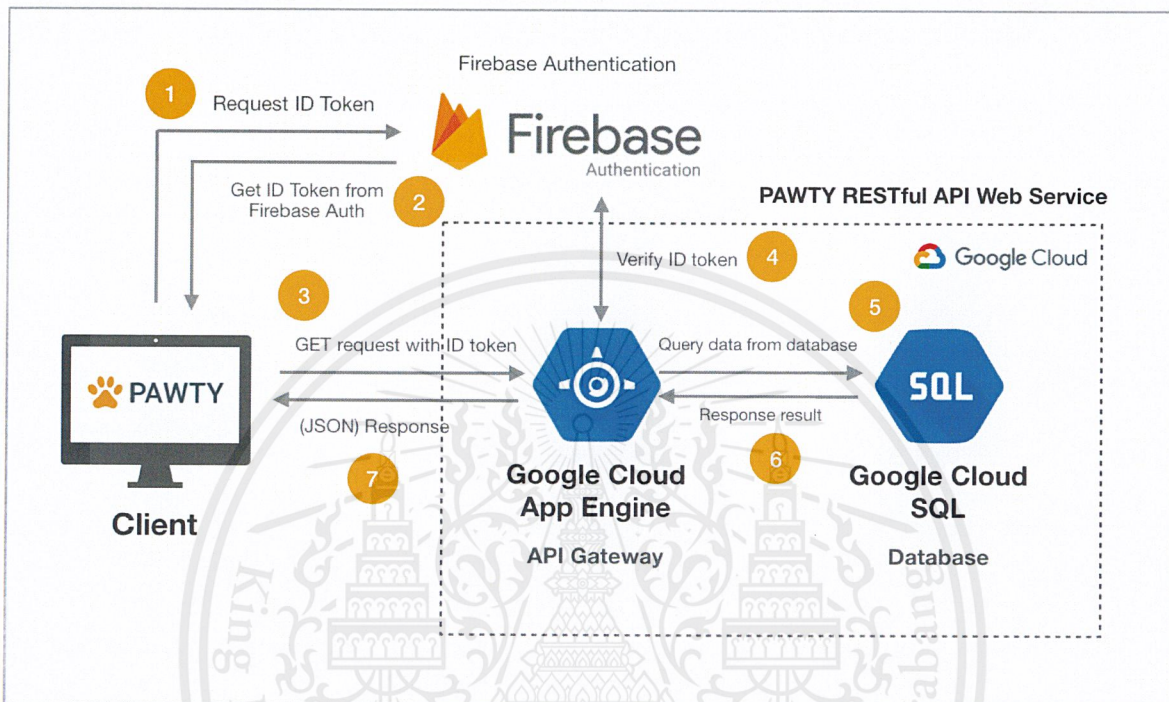 Firebase Authentication
1
Request ID Token
Firebase
Authentication
Get ID Token from
Firebase Auth
2
PAWTY RESTful API Web Service
Verify ID token
4
Google Cloud
3
5
GET request with ID token
Query data from database
PAWTY
SQL
(JSON) Response
Response result
7
6
Client
Google Cloud
App Engine
Google Cloud
SQL
API Gateway
Database
King